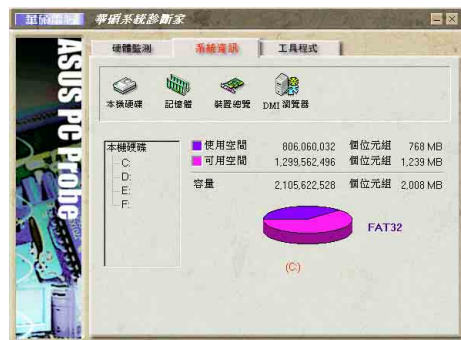 華碩系統診斷家
硬體監測 系統資訊 工具程式
ASUS PC Probe
本機硬碟 記憶體 裝置總覽 DMI 瀏覽器
本機硬碟
C:
D:
E:
F:
使用空間 806,060,032 個位元組 768 MB
可用空間 1,299,562,496 個位元組 1,239 MB
容量 2,105,622,528 個位元組 2,008 MB
FAT32
(C:)